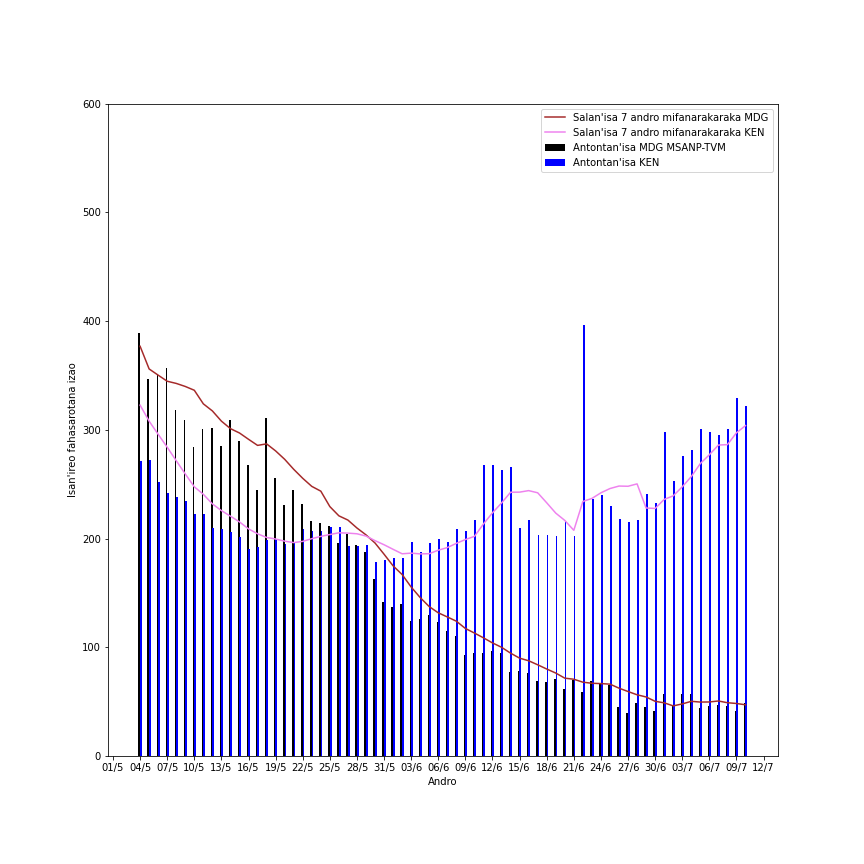 600
500
400
300
200
100
0
Isan'ireo fahasarotana izao
Salan'isa 7 andro mifanarakaraka MDG
Salan'isa 7 andro mifanarakaraka KEN
Antontan'isa MDG MSANP-TVM
Antontan'isa KEN
01/5 04/5 07/5 10/5 13/5 16/5 19/5 22/5 25/5 28/5 31/5 03/6 06/6 09/6 12/6 15/6 18/6 21/6 24/6 27/6 30/6 03/7 06/7 09/7 12/7
Andro